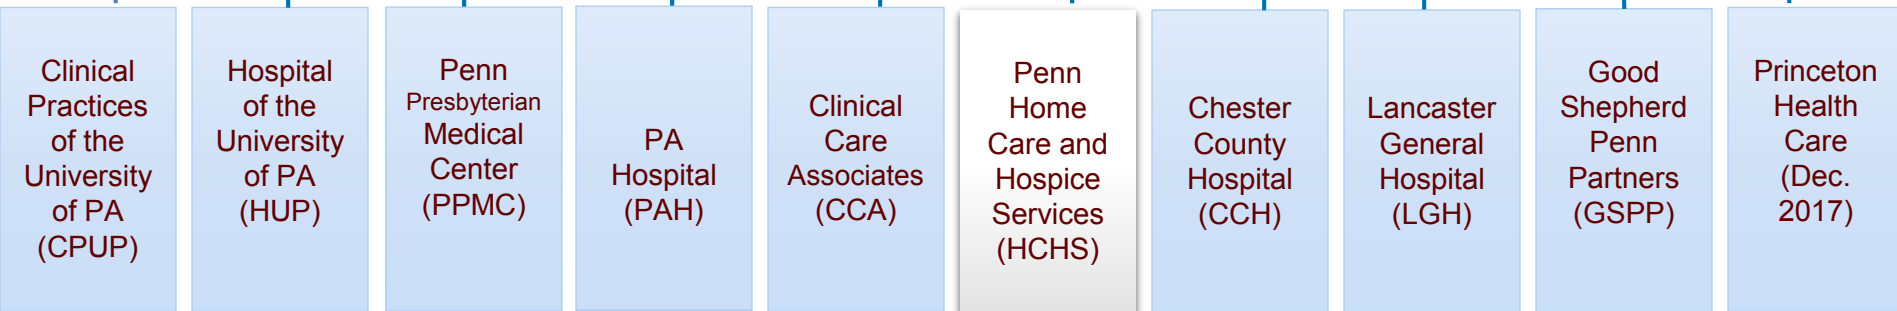 Clinical
Practices
of the
University
of PA
(CPUP)
Hospital
of the
University
of PA
(HUP)
Penn
Presbyterian
Medical
Center
(PPMC)
PA
Hospital
(PAH)
Clinical
Care
Associates
(CCA)
Penn
Home
Care and
Hospice
Services
(HCHS)
Chester
County
Hospital
(CCH)
Lancaster
General
Hospital
(LGH)
Good
Shepherd
Penn
Partners
(GSPP)
Princeton
Health
Care
(Dec.
2017)